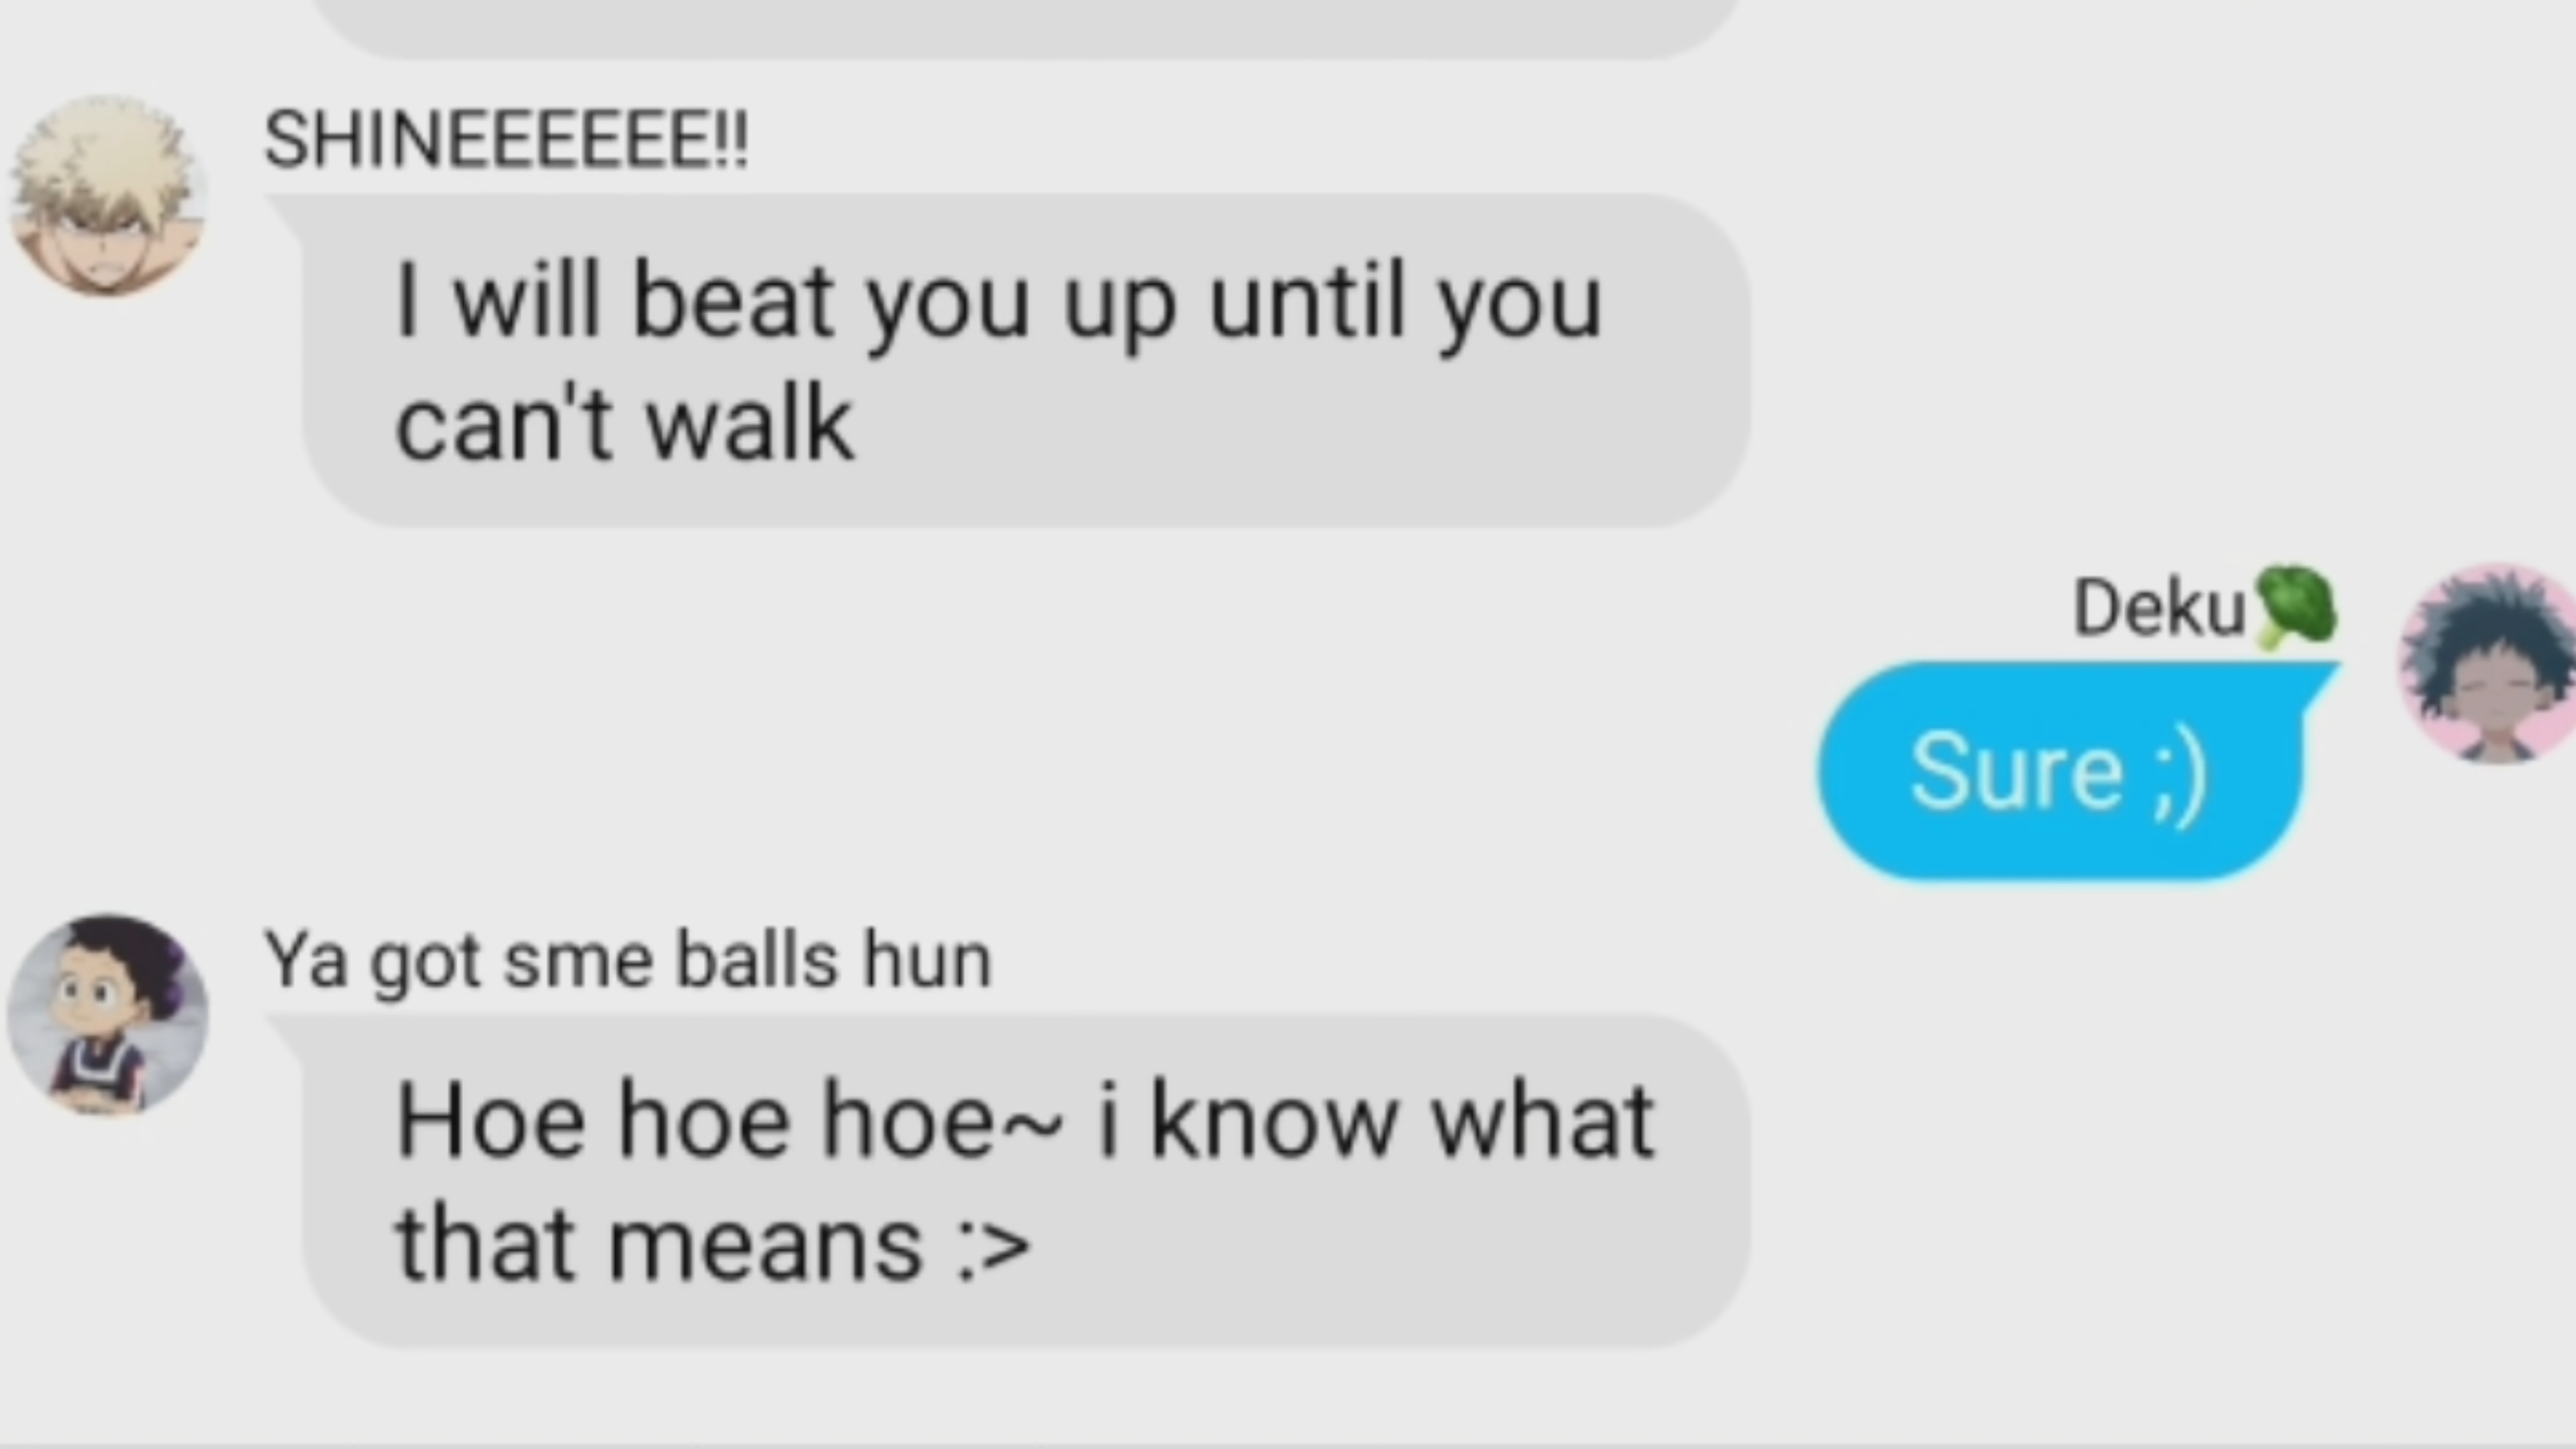 SHINEEEEEE!!
I will beat you up until you
can't walk
Deku🥦
Sure ;)
Ya got sme balls hun
Hoe hoe hoe~ i know what
that means :>